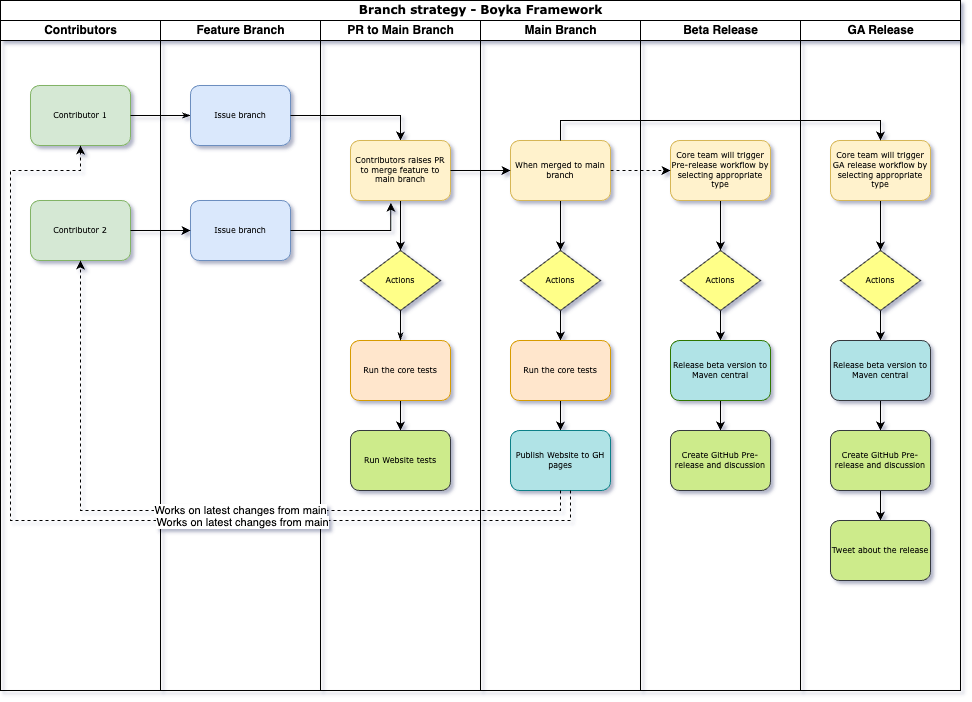 Branch strategy - Boyka Framework
Contributors
Feature Branch
PR to Main Branch
Main Branch
Beta Release
GA Release
Contributor 1
Issue branch
Contributors raises PR
to merge feature to
main branch
When merged to main
branch
Core team will trigger
Pre-release workflow by
selecting appropriate
type
Core team will trigger
GA release workflow by
selecting appropriate
type
Contributor 2
Issue branch
Actions
Actions
Actions
Actions
Run the core tests
Run the core tests
Release beta version to
Maven central
Release beta version to
Maven central
Run Website tests
Publish Website to GH
pages
Create GitHub Pre-
release and discussion
Create GitHub Pre-
release and discussion
Works on latest changes from main
Works on latest changes from main
Tweet about the release